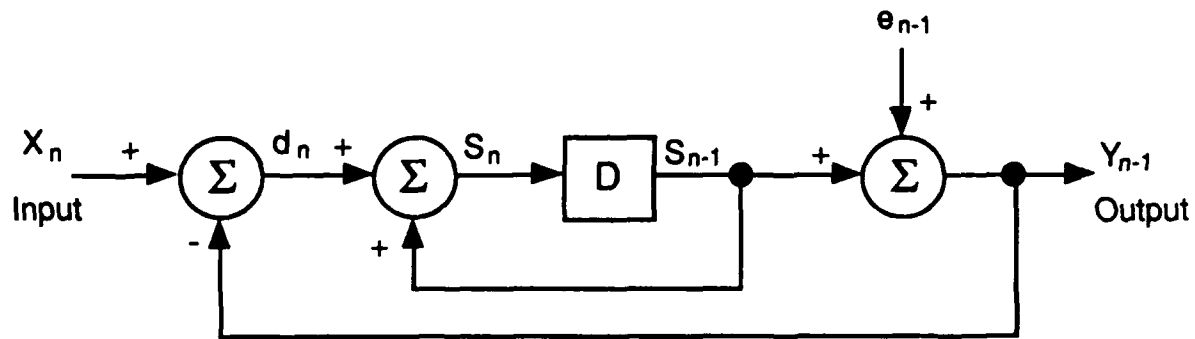 e n-1
+
X n
+
Σ
d n
+
Σ
S n
D
S n-1
+
Σ
Y n-1
Input
-
+
Output